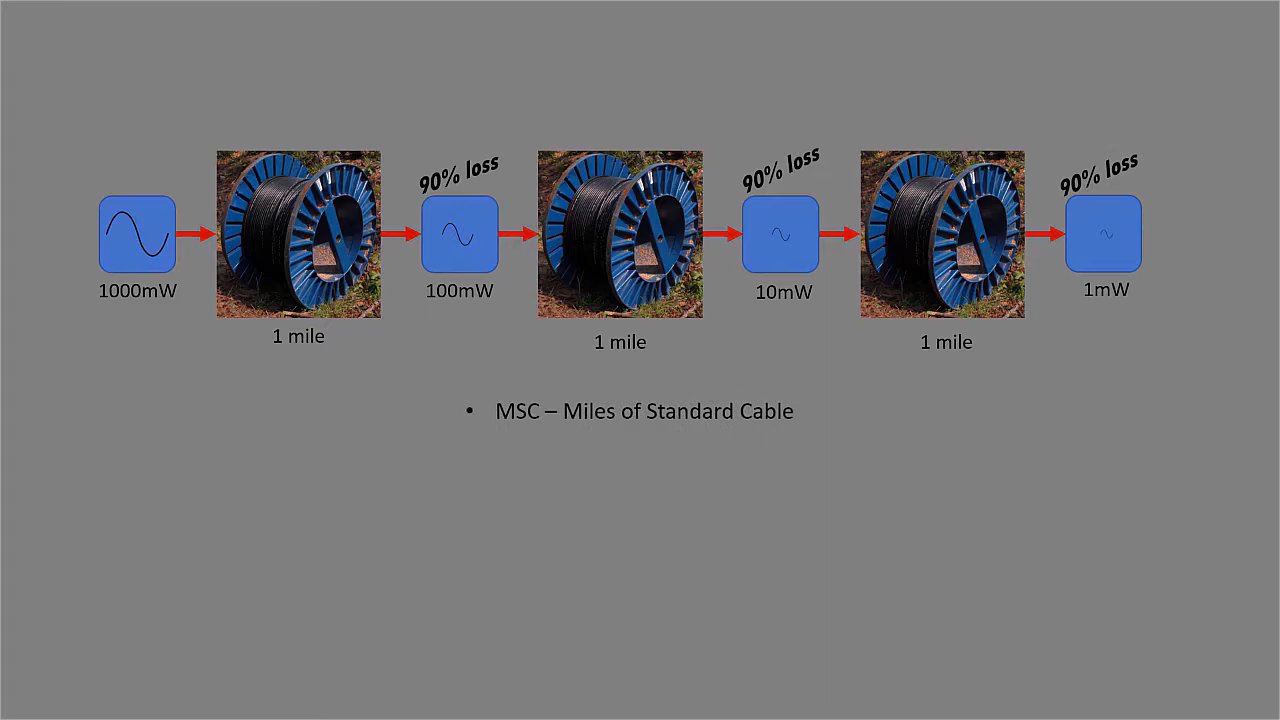 90% loss
90% loss
90% loss
1000mW
100mW
10mW
1mW
1 mile
1 mile
1 mile
• MSC – Miles of Standard Cable